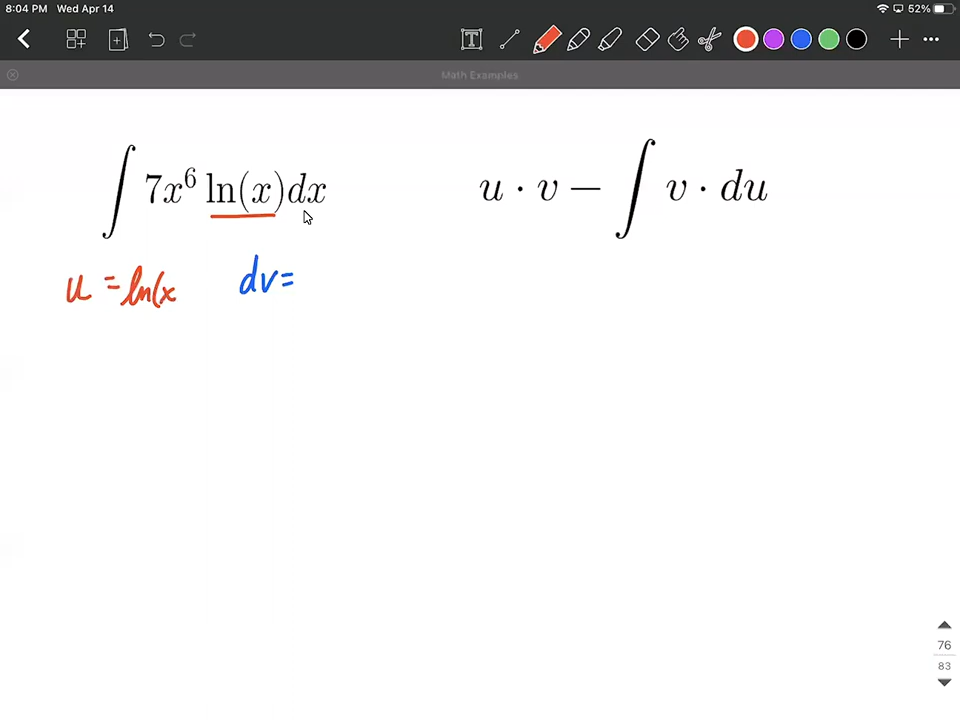 8:04 PM Wed Apr 14 52%
Math Examples
∫ 7x⁶ ln(x)dx u · v − ∫ v · du
u = ln(x dv =
76
83